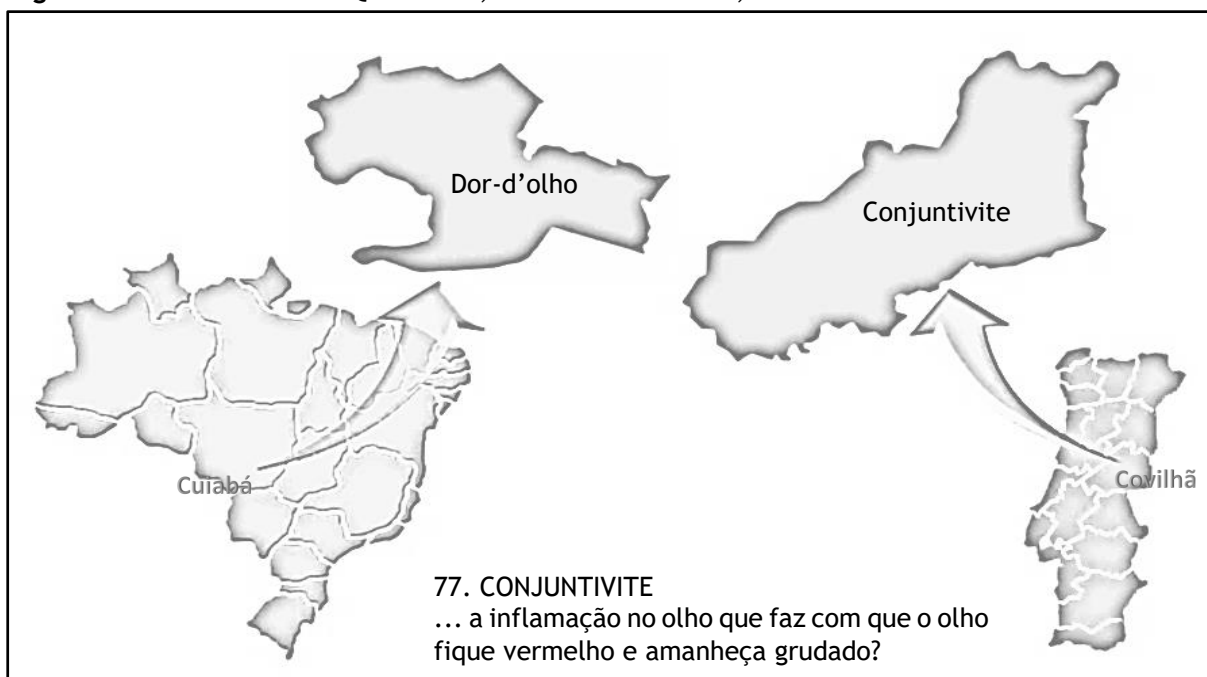 Dor-d’olho
Conjuntivite
Cuiabá
Covilhã
77. CONJUNTIVITE
... a inflamação no olho que faz com que o olho
fique vermelho e amanheça grudado?